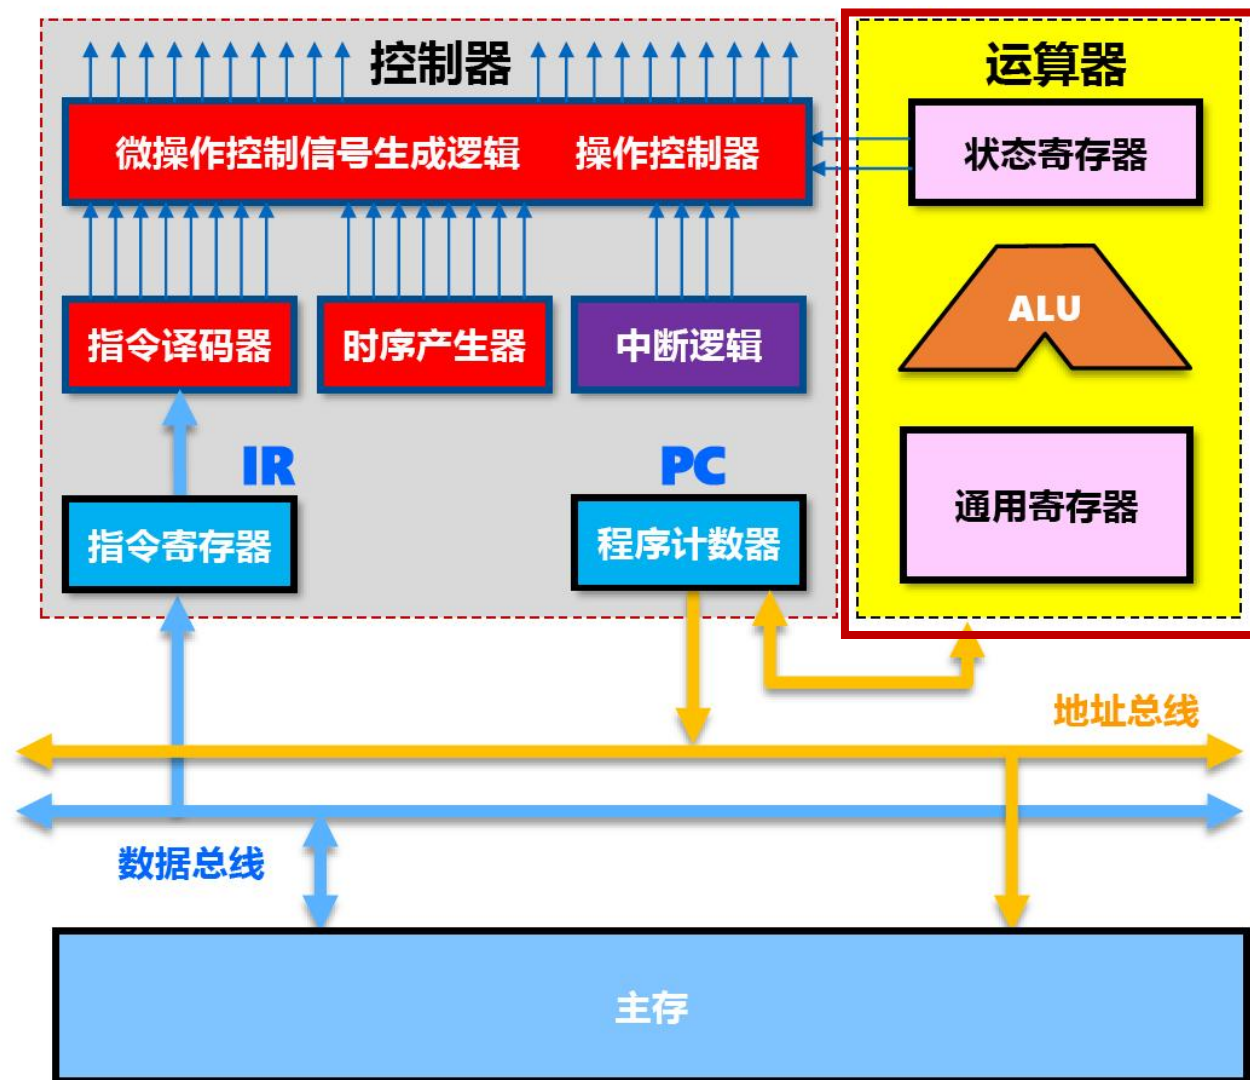 控制器
运算器
微操作控制信号生成逻辑 操作控制器
状态寄存器
ALU
指令译码器
时序产生器
中断逻辑
IR
PC
通用寄存器
指令寄存器
程序计数器
地址总线
数据总线
主存